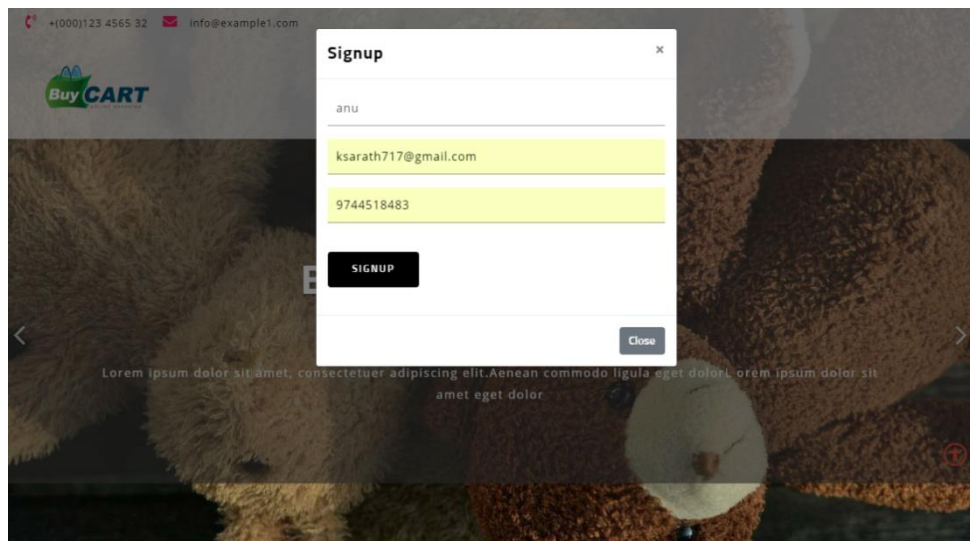 +(000)123 4565 32 info@example1.com
Signup ×
Buy CART
anu
ksarath717@gmail.com
9744518483
SIGNUP
Close
Lorem ipsum dolor sit amet, consectetuer adipiscing elit.Aenean commodo ligula eget dolorL orem ipsum dolor sit
amet eget dolor